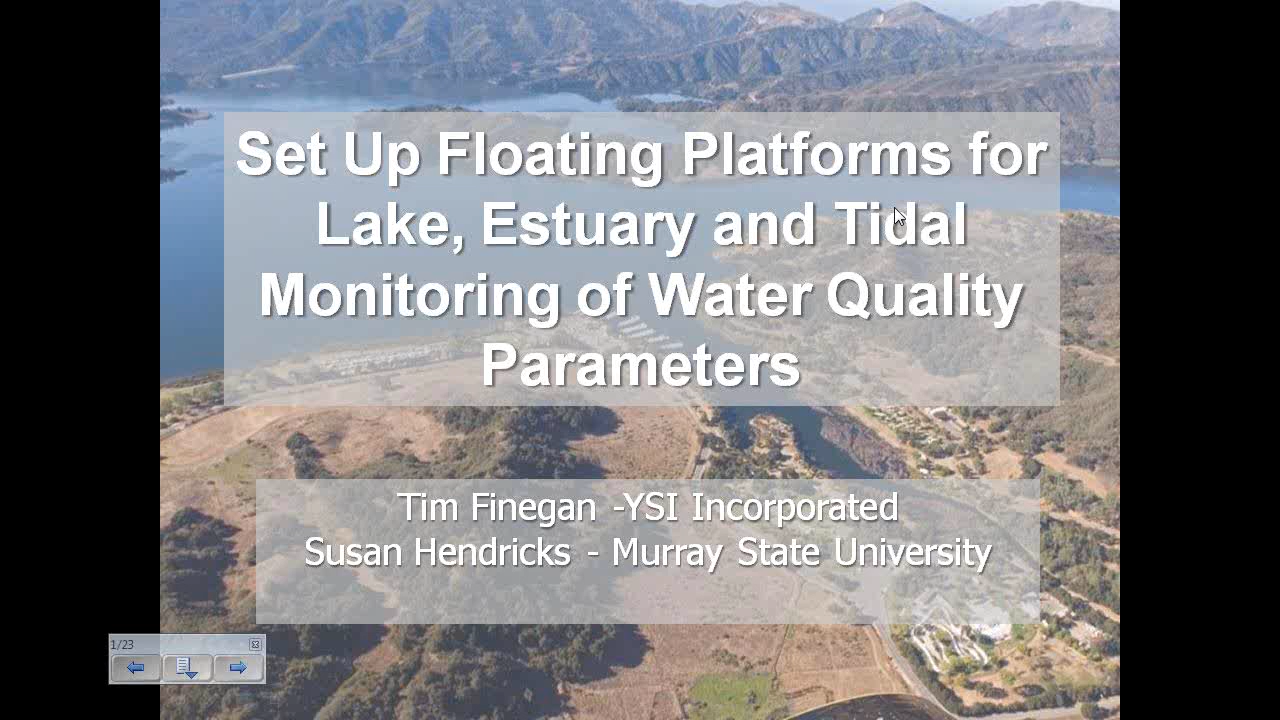 Set Up Floating Platforms for
Lake, Estuary and Tidal
Monitoring of Water Quality
Parameters
Tim Finegan -YSI Incorporated
Susan Hendricks - Murray State University
1/23